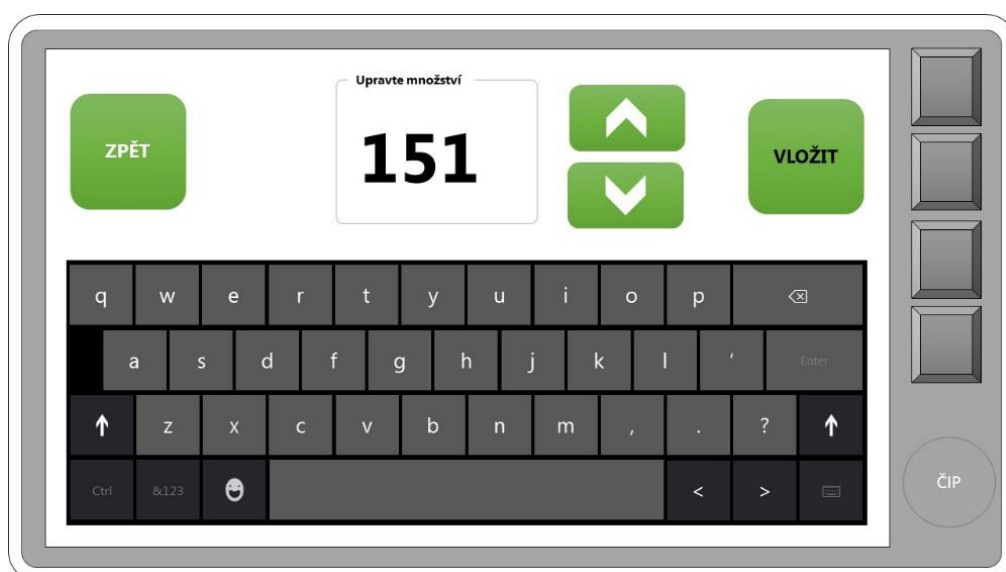 Upravte množství
ZPĚT
151
VLOŽIT
q w e r t y u i o p
a s d f g h j k l '
Enter
z x c v b n m , . ?
Ctrl &123 < >
ČIP